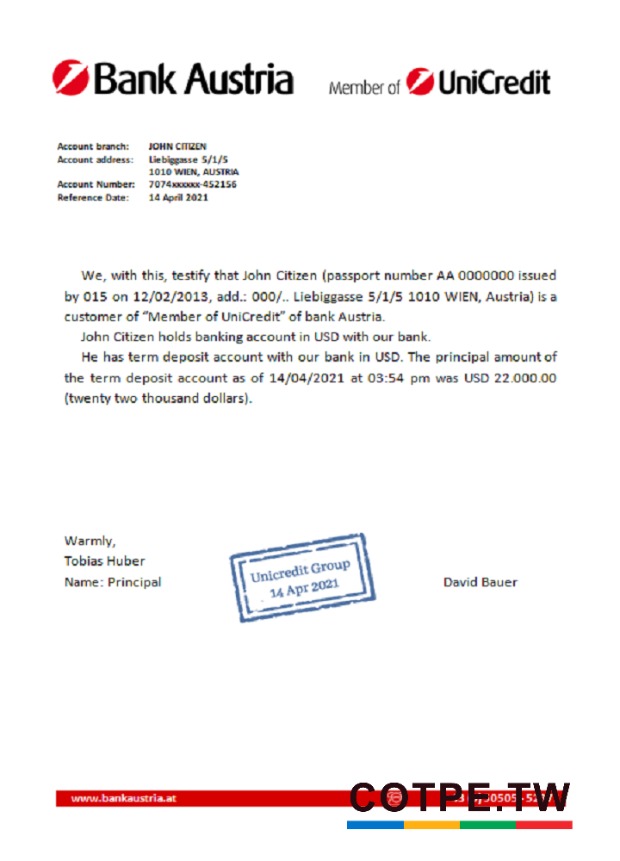 Bank Austria Member of UniCredit
Account branch: JOHN CITIZEN
Account address: Liebiggasse 5/1/5
1010 WIEN, AUSTRIA
Account Number: 7074xxxxxx-452156
Reference Date: 14 April 2021
We, with this, testify that John Citizen (passport number AA 0000000 issued
by 015 on 12/02/2013, add.: 000/.. Liebiggasse 5/1/5 1010 WIEN, Austria) is a
customer of “Member of UniCredit” of bank Austria.
John Citizen holds banking account in USD with our bank.
He has term deposit account with our bank in USD. The principal amount of
the term deposit account as of 14/04/2021 at 03:54 pm was USD 22.000.00
(twenty two thousand dollars).
Warmly,
Tobias Huber
Name: Principal
Unicredit Group
14 Apr 2021
David Bauer
www.bankaustria.at
COTPE.TW